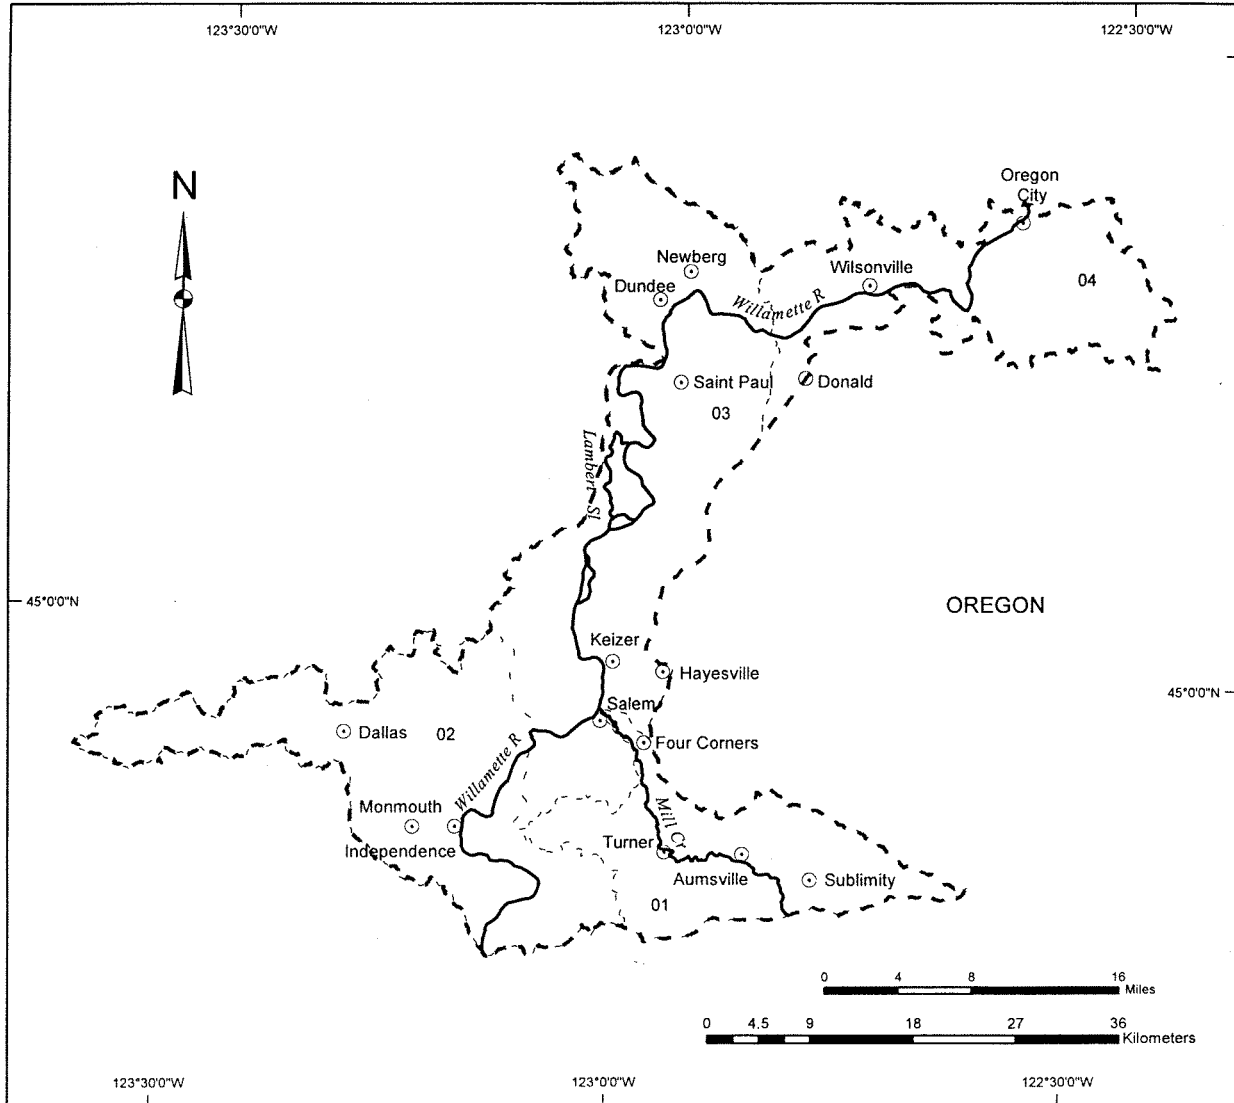 123°30'0"W
123°0'0"W
122°30'0"W
N
Oregon
City
Newberg
Wilsonville
Dundee
04
Willamette R
Saint Paul
Donald
03
Lambert Sl
45°0'0"N
OREGON
Keizer
Hayesville
45°0'0"N
Salem
Dallas
02
Four Corners
Willamette R
Monmouth
Mill Cr
Independence
Turner
Aumsville
Sublimity
01
0 4 8 16
Miles
0 4.5 9 18 27 36
Kilometers
123°30'0"W
123°0'0"W
122°30'0"W